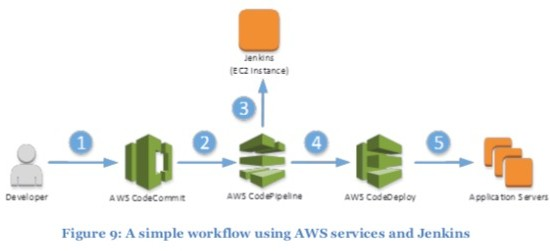 Jenkins
(EC2 Instance)
3
1
2
4
5
Developer
AWS CodeCommit
AWS CodePipeline
AWS CodeDeploy
Application Servers
Figure 9: A simple workflow using AWS services and Jenkins